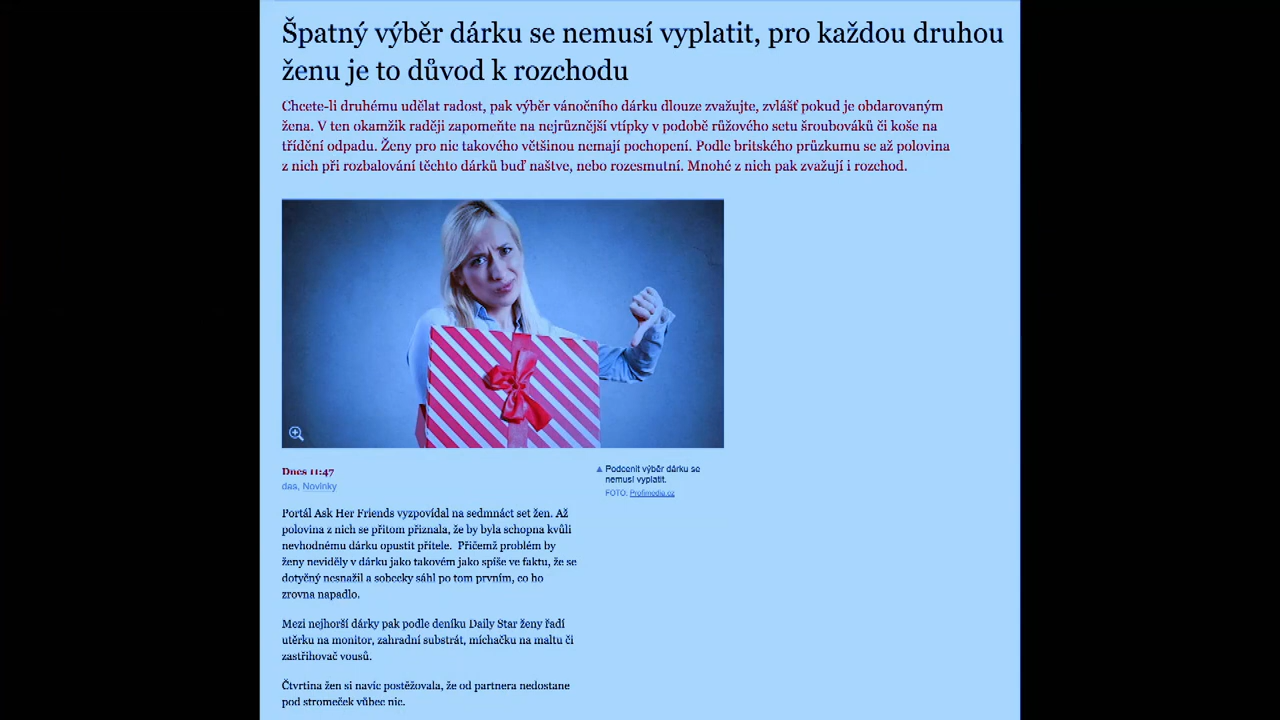 Špatný výběr dárku se nemusí vyplatit, pro každou druhou
ženu je to důvod k rozchodu
Chcete-li druhému udělat radost, pak výběr vánočního dárku dlouze zvažujte, zvlášť pokud je obdarovaným
žena. V ten okamžik raději zapomeňte na nejrůznější vtípky v podobě růžového setu šroubováků či koše na
třídění odpadu. Ženy pro nic takového většinou nemají pochopení. Podle britského průzkumu se až polovina
z nich při rozbalování těchto dárků buď naštve, nebo rozesmutní. Mnohé z nich pak zvažují i rozchod.
Dnes 11:47
das, Novinky
▲ Podcenit výběr dárku se
nemusí vyplatit.
FOTO: Profimedia.cz
Portál Ask Her Friends vyzpovídal na sedmnáct set žen. Až
polovina z nich se přitom přiznala, že by byla schopna kvůli
nevhodnému dárku opustit přítele. Přičemž problém by
ženy neviděly v dárku jako takovém jako spíše ve faktu, že se
dotyčný nesnažil a sobecky sáhl po tom prvním, co ho
zrovna napadlo.
Mezi nejhorší dárky pak podle deníku Daily Star ženy řadí
utěrku na monitor, zahradní substrát, míchačku na maltu či
zastřihovač vousů.
Čtvrtina žen si navíc postěžovala, že od partnera nedostane
pod stromeček vůbec nic.